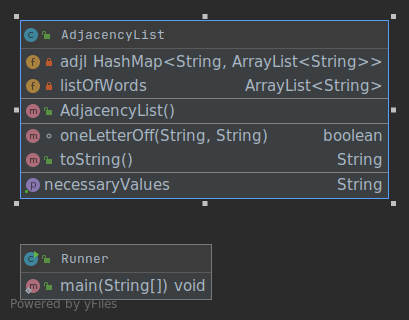 AdjacencyList
adjl HashMap<String, ArrayList<String>>
listOfWords ArrayList<String>
AdjacencyList()
oneLetterOff(String, String) boolean
toString() String
necessaryValues String
Runner
main(String[]) void
Powered by yFiles